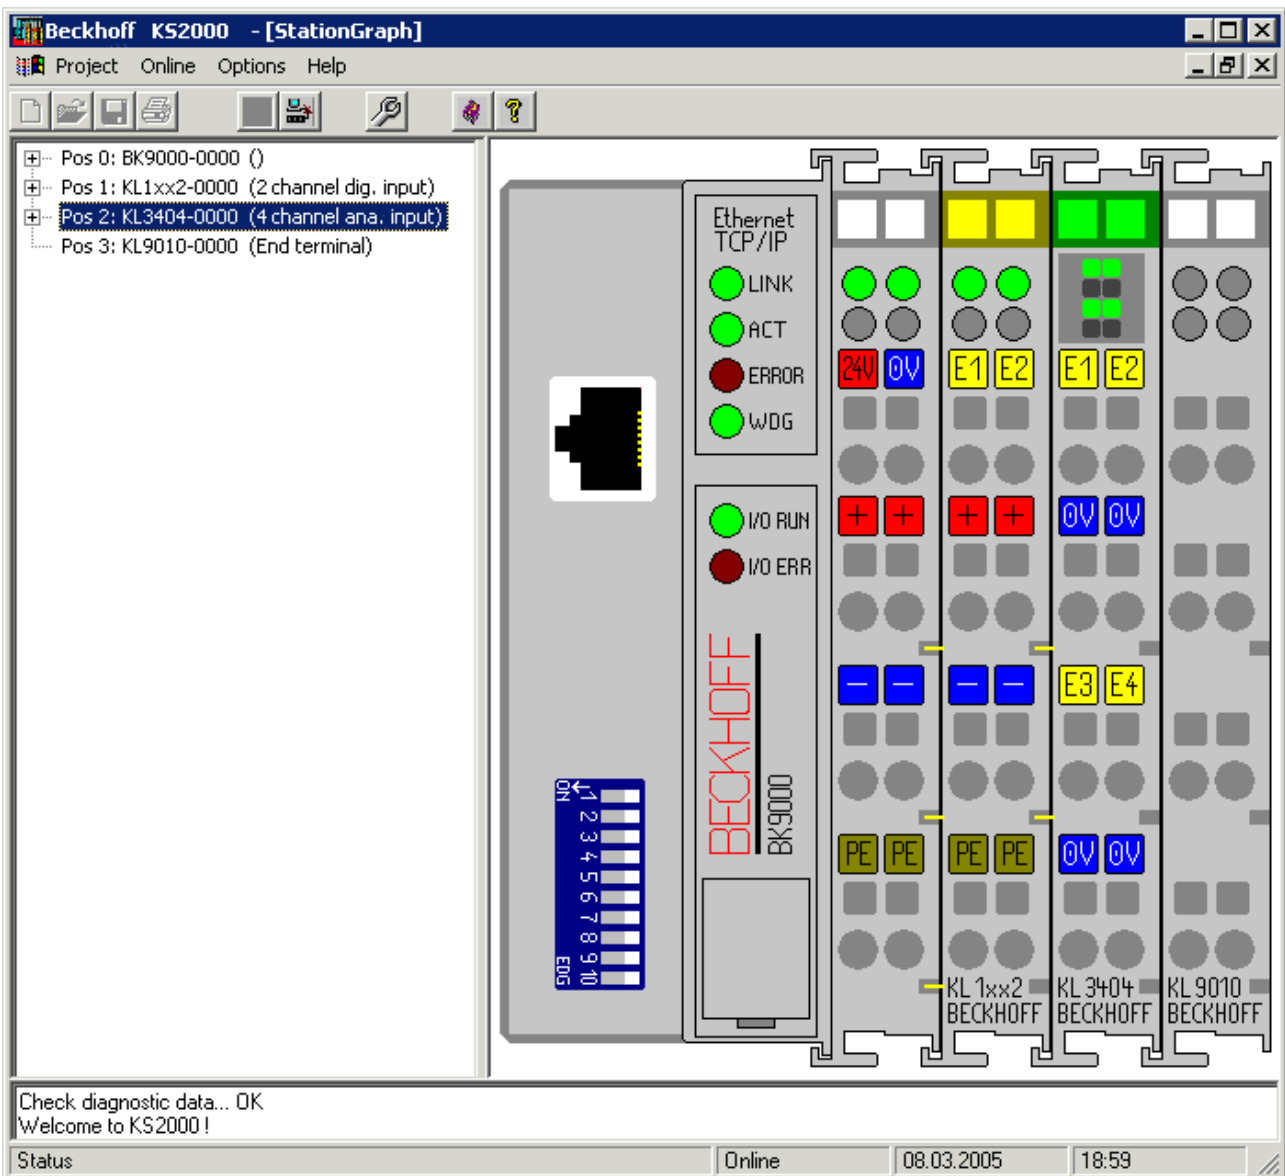 Beckhoff KS2000 - [StationGraph]
Project Online Options Help
Pos 0: BK9000-0000 ()
Pos 1: KL1xx2-0000 (2 channel dig. input)
Pos 2: KL3404-0000 (4 channel ana. input)
Pos 3: KL9010-0000 (End terminal)
Ethernet
TCP/IP
LINK
ACT
ERROR
WDG
I/O RUN
I/O ERR
BECKHOFF
BK9000
ON
1
2
3
4
5
6
7
8
9
10
EDG
24V 0V E1 E2 E1 E2
+ + + + 0V 0V
− − − − E3 E4
PE PE PE PE 0V 0V
KL 1xx2 KL 3404 KL 9010
BECKHOFF BECKHOFF BECKHOFF
Check diagnostic data... OK
Welcome to KS2000 !
Status Online 08.03.2005 18:59